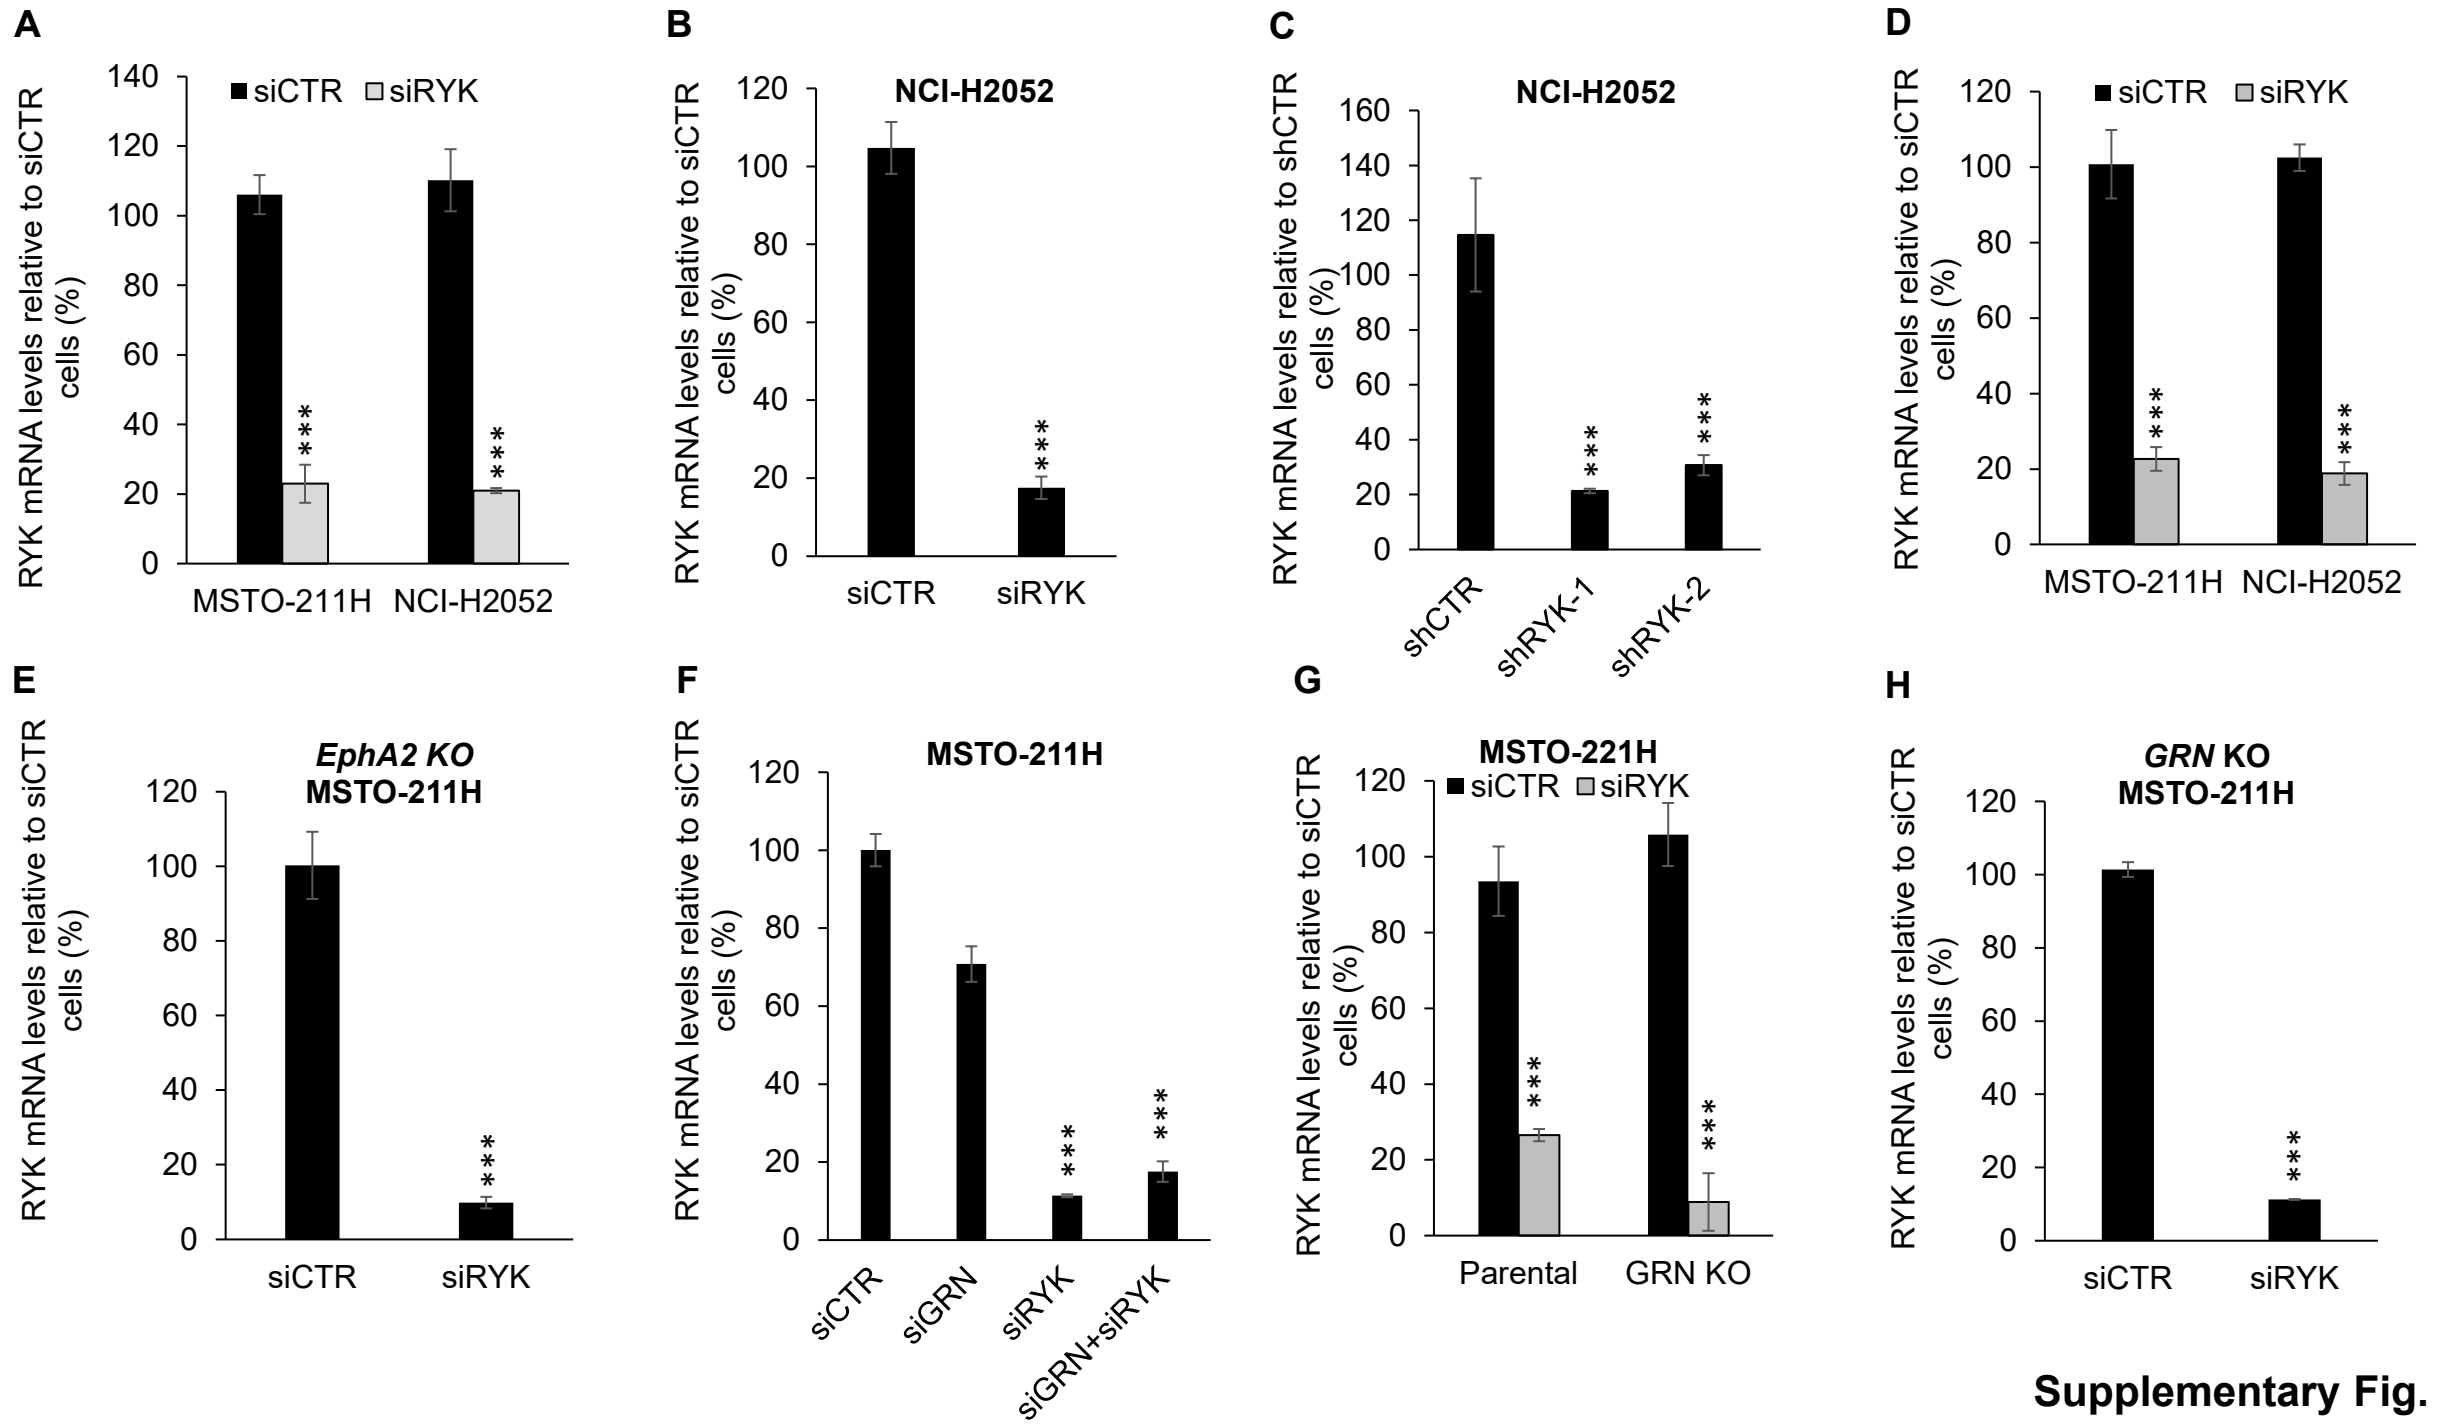 A
RYK mRNA levels relative to siCTR
cells (%)
140
120
100
80
60
40
20
0
siCTR siRYK
***
***
MSTO-211H NCI-H2052
B
RYK mRNA levels relative to siCTR
cells (%)
120
100
80
60
40
20
0
NCI-H2052
***
siCTR siRYK
C
RYK mRNA levels relative to shCTR
cells (%)
160
140
120
100
80
60
40
20
0
NCI-H2052
***
***
shCTR shRYK-1 shRYK-2
D
RYK mRNA levels relative to siCTR
cells (%)
120
100
80
60
40
20
0
siCTR siRYK
***
***
MSTO-211H NCI-H2052
E
RYK mRNA levels relative to siCTR
cells (%)
EphA2 KO
MSTO-211H
120
100
80
60
40
20
0
***
siCTR siRYK
F
RYK mRNA levels relative to siCTR
cells (%)
MSTO-211H
120
100
80
60
40
20
0
***
***
siCTR siGRN siRYK siGRN+siRYK
G
RYK mRNA levels relative to siCTR
cells (%)
MSTO-221H
siCTR siRYK
120
100
80
60
40
20
0
***
***
Parental GRN KO
H
RYK mRNA levels relative to siCTR
cells (%)
GRN KO
MSTO-211H
120
100
80
60
40
20
0
***
siCTR siRYK
Supplementary Fig.